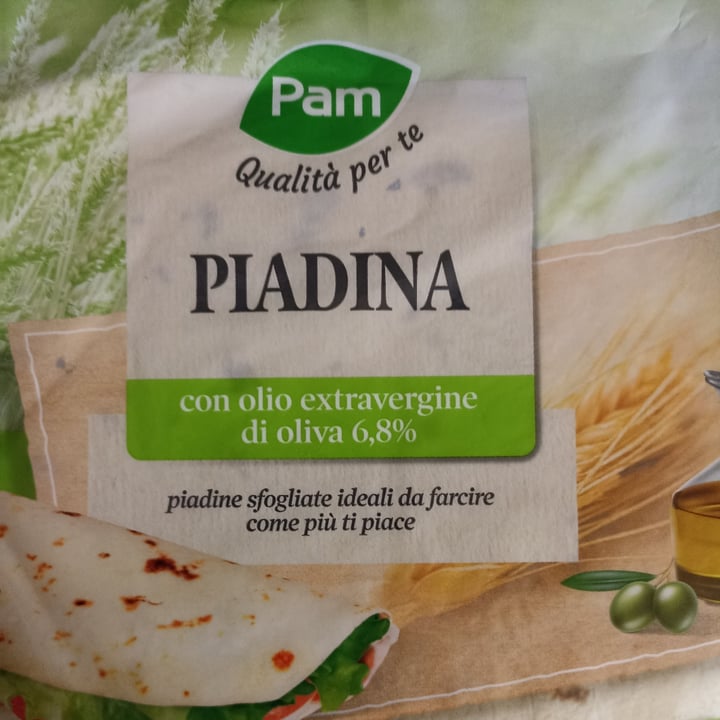 Pam
Qualità per te
PIADINA
con olio extravergine
di oliva 6,8%
piadine sfogliate ideali da farcire
come più ti piace